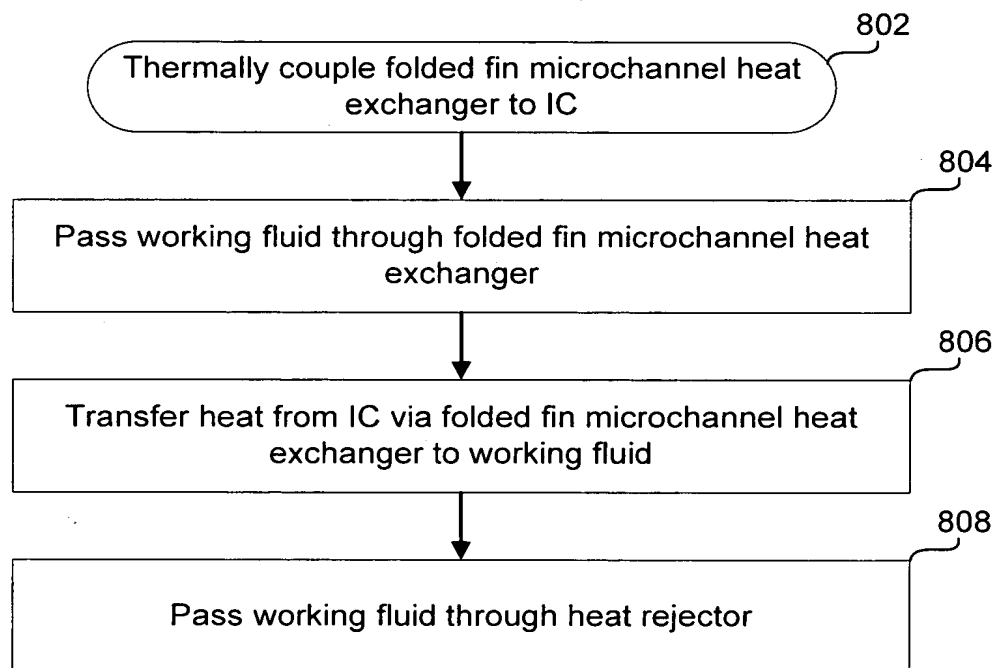 802
Thermally couple folded fin microchannel heat
exchanger to IC
804
Pass working fluid through folded fin microchannel heat
exchanger
806
Transfer heat from IC via folded fin microchannel heat
exchanger to working fluid
808
Pass working fluid through heat rejector